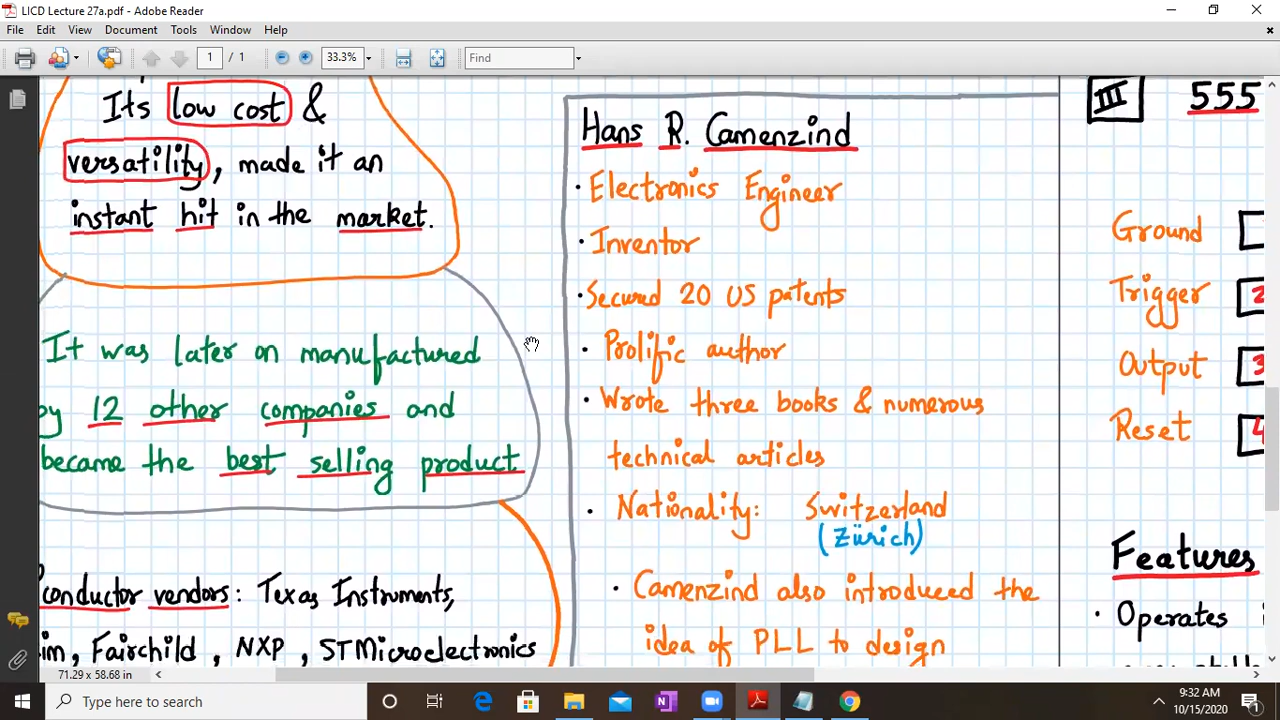 LICD Lecture 27a.pdf - Adobe Reader
File Edit View Document Tools Window Help
1 / 1 33.3% Find
Its low cost &
versatility, made it an
instant hit in the market.
It was later on manufactured
by 12 other companies and
became the best selling product
conductor vendors: Texas Instruments,
im, Fairchild, NXP, STMicroelectronics
Hans R. Camenzind
· Electronics Engineer
· Inventor
· Secured 20 US patents
· Prolific author
· Wrote three books & numerous
technical articles
· Nationality: Switzerland
(Zürich)
· Camenzind also introduced the
idea of PLL to design
III 555
Ground
Trigger 2
Output 3
Reset 4
Features
· Operates
71.29 x 58.68 in
9:32 AM
10/15/2020